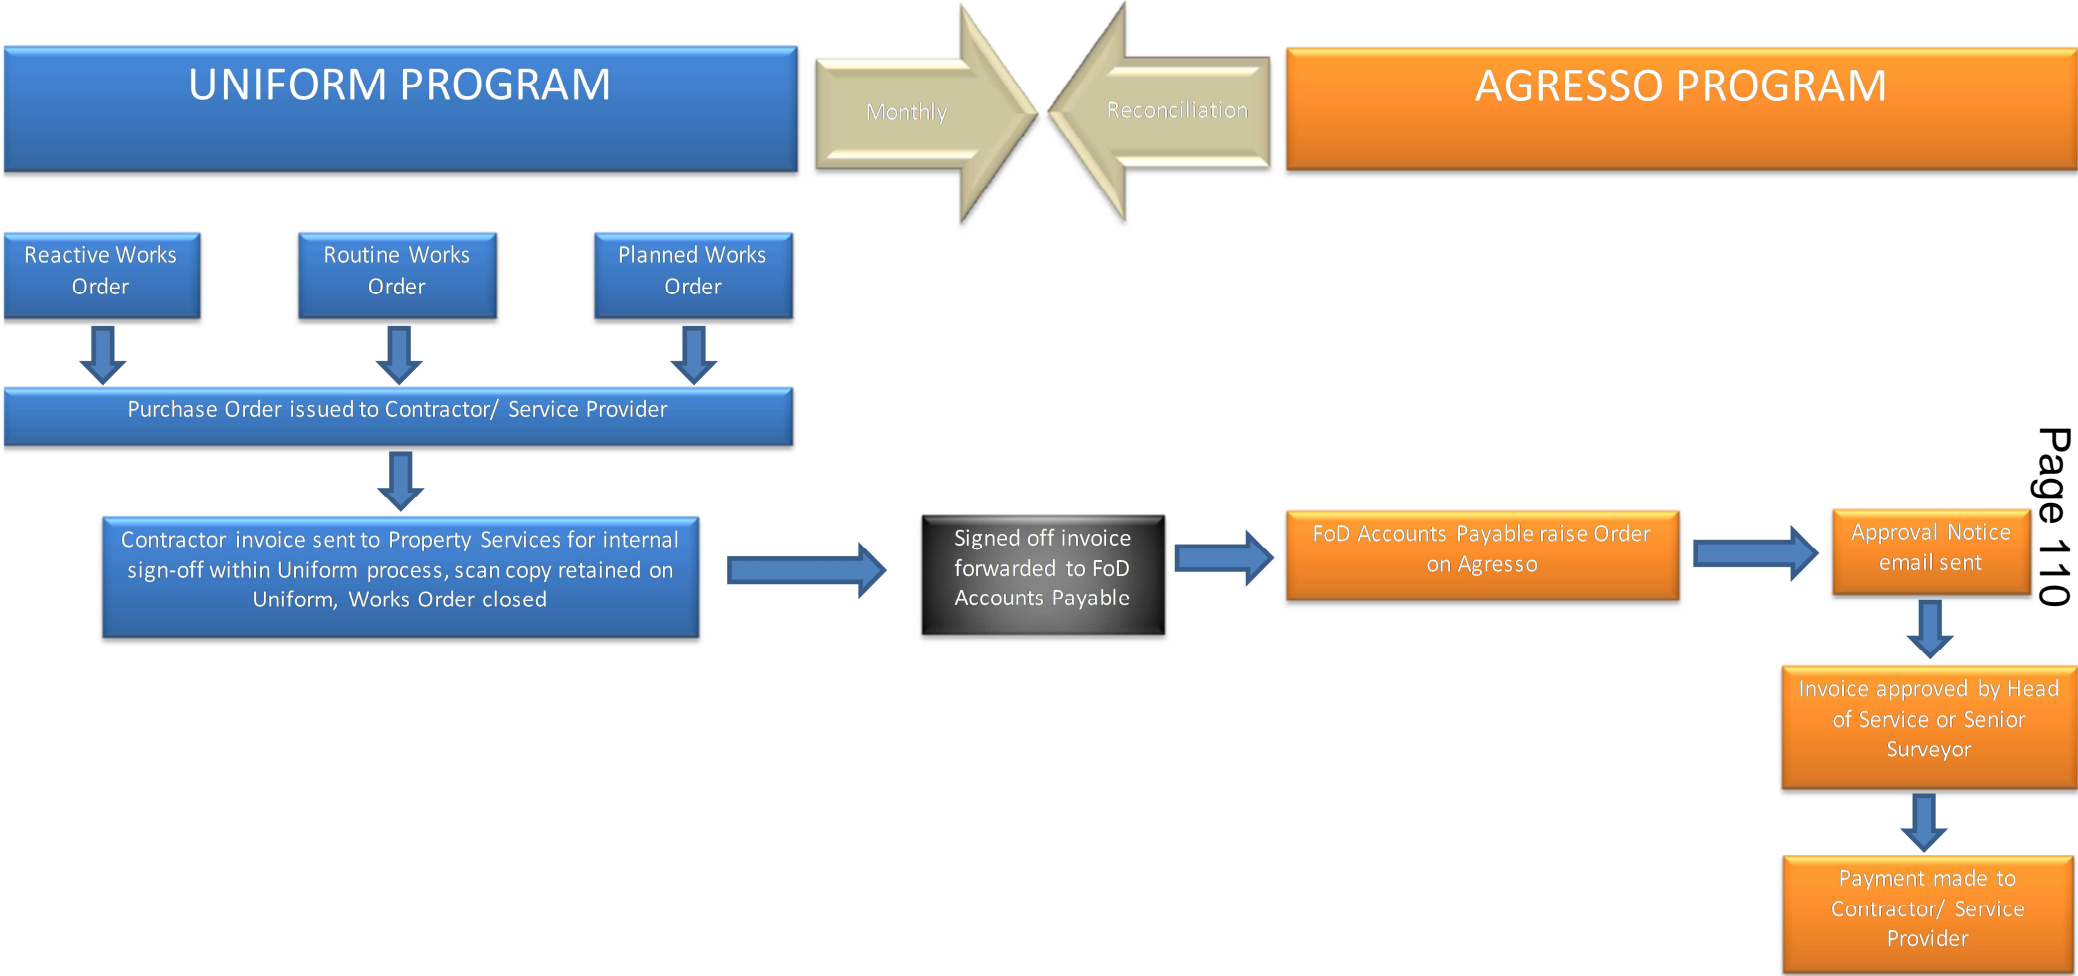 UNIFORM PROGRAM
Monthly
Reconciliation
AGRESSO PROGRAM
Reactive Works
Order
Routine Works
Order
Planned Works
Order
Purchase Order issued to Contractor/ Service Provider
Contractor invoice sent to Property Services for internal
sign-off within Uniform process, scan copy retained on
Uniform, Works Order closed
Signed off invoice
forwarded to FoD
Accounts Payable
FoD Accounts Payable raise Order
on Agresso
Approval Notice
email sent
Page 110
Invoice approved by Head
of Service or Senior
Surveyor
Payment made to
Contractor/ Service
Provider